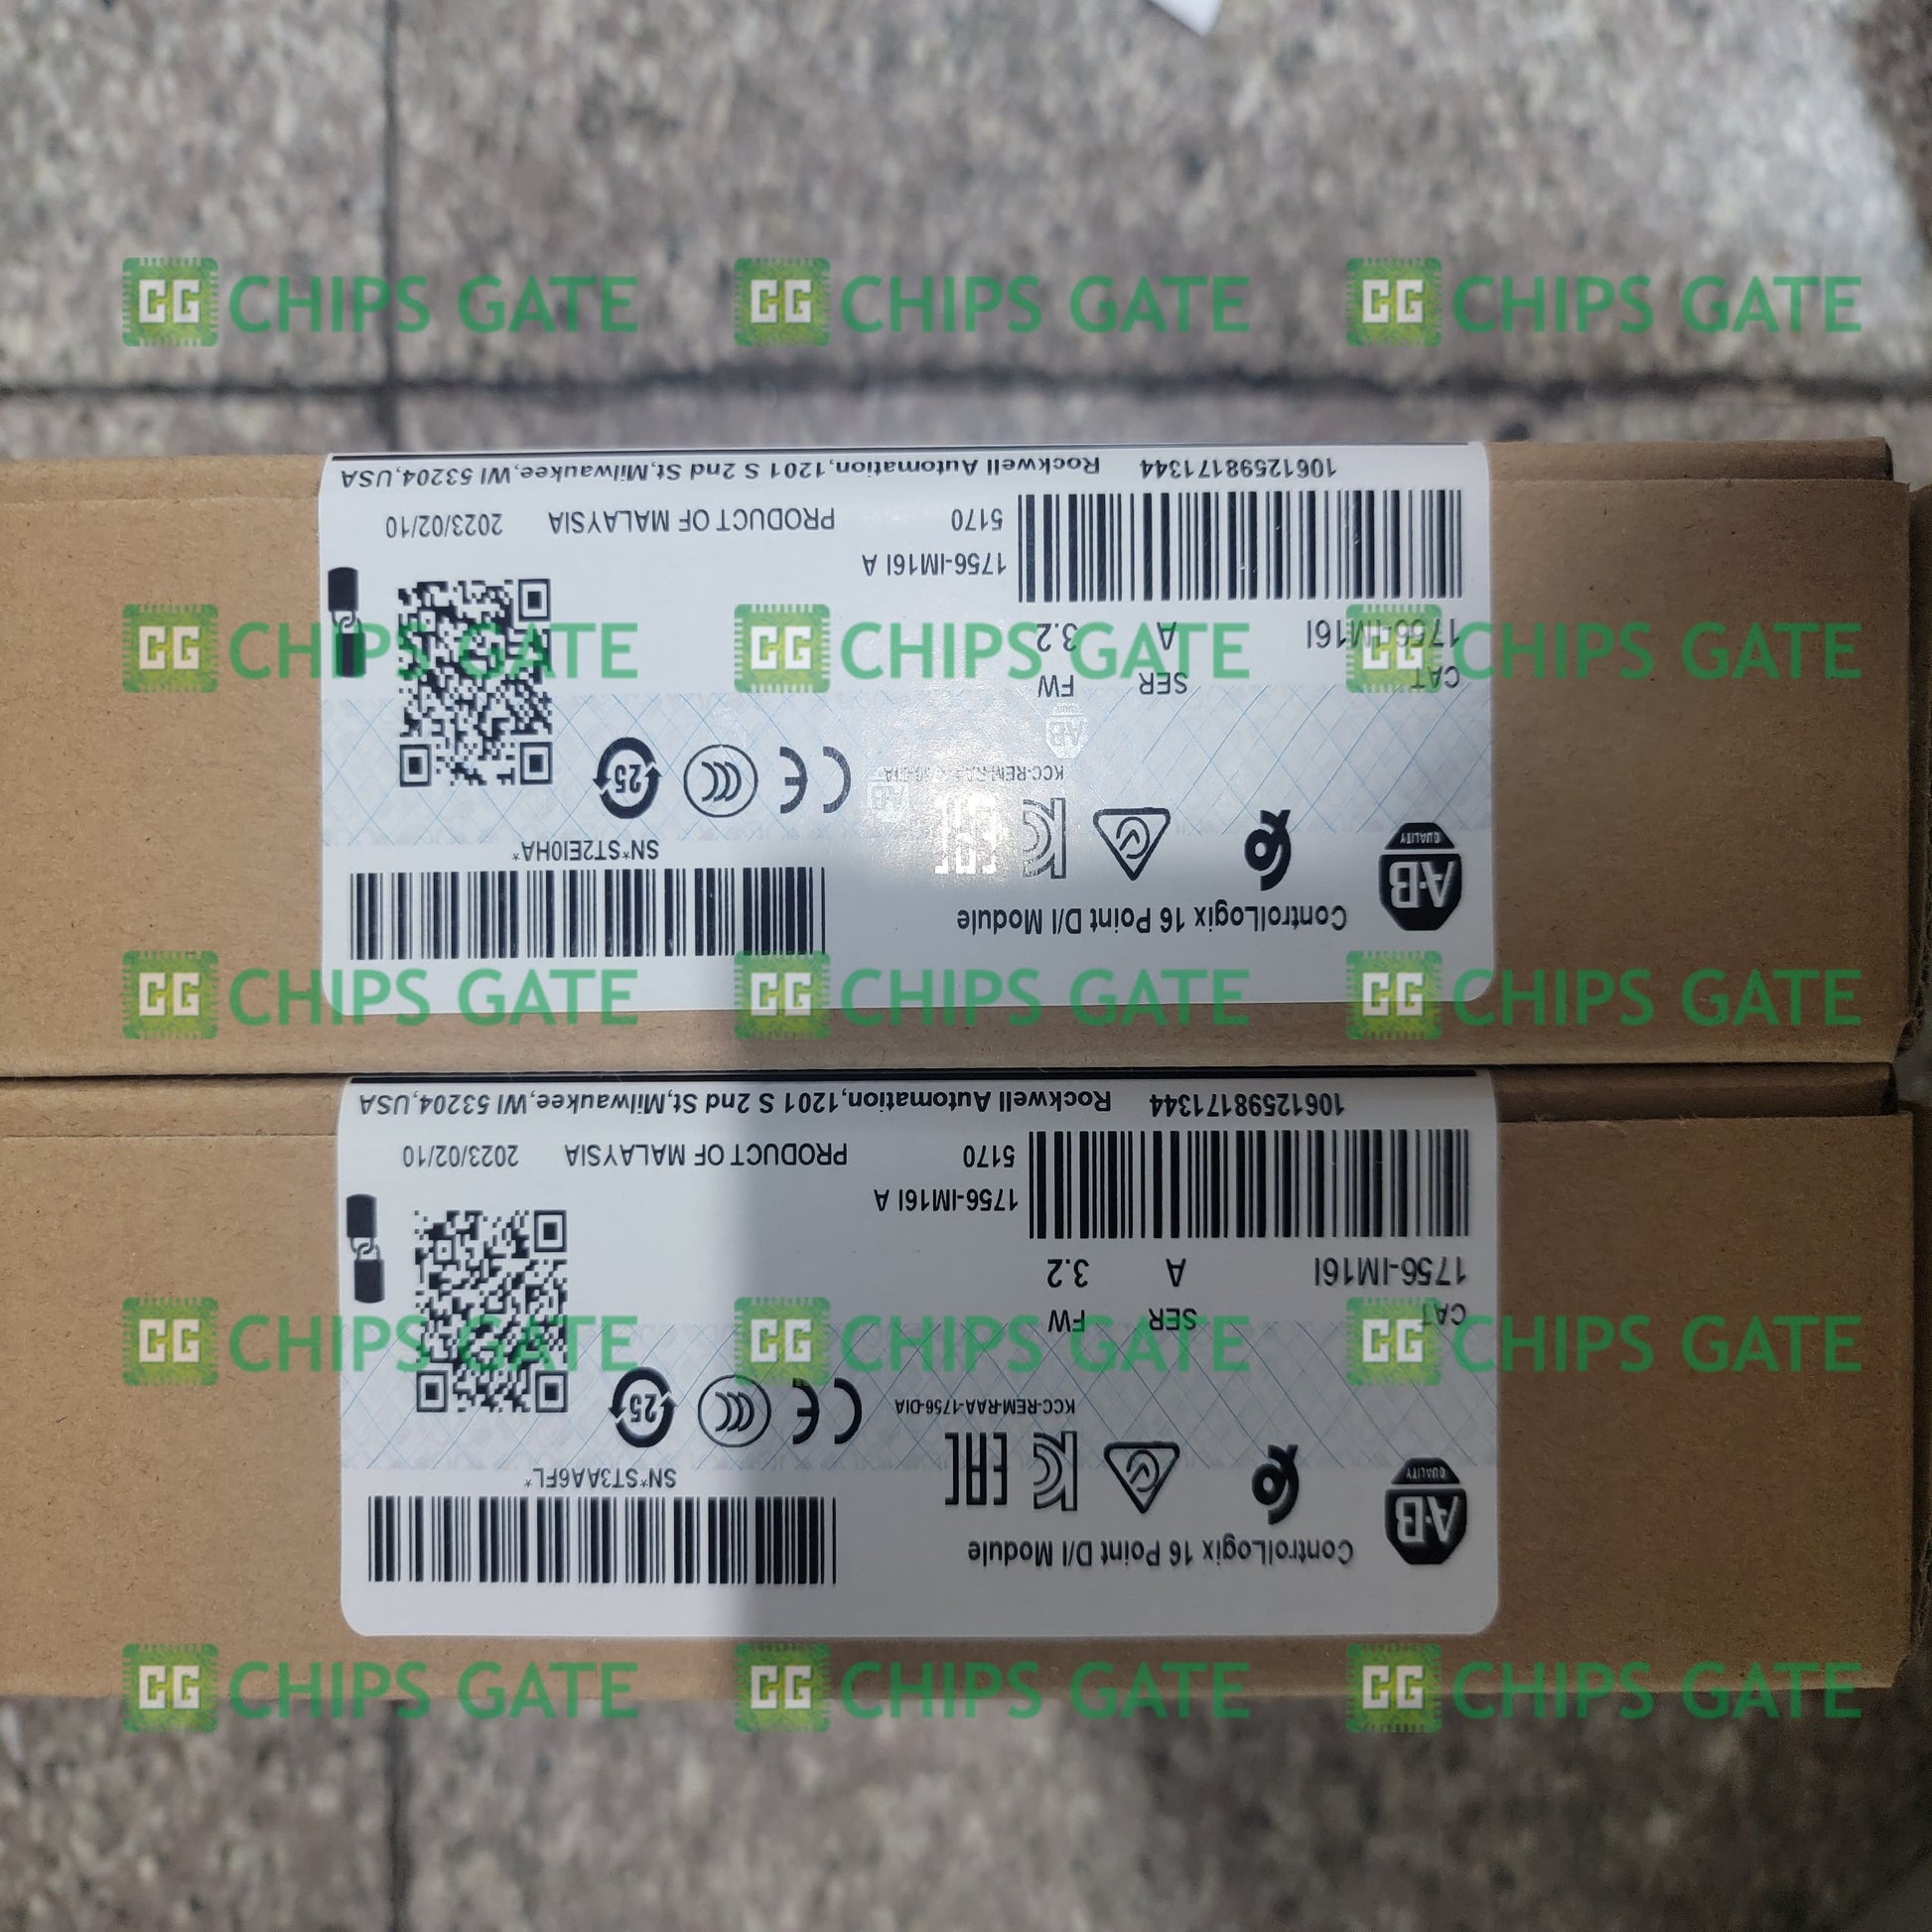 CHIPS GATE CHIPS GATE CHIPS GATE
CHIPS GATE CHIPS GATE CHIPS GATE
CHIPS GATE CHIPS GATE CHIPS GATE
CHIPS GATE CHIPS GATE CHIPS GATE
CHIPS GATE CHIPS GATE CHIPS GATE
A-B
QUALITY
ControlLogix 16 Point D/I Module
KCC-REM-RAA-1756-DIA
SN*ST3AA6FL*
25
CAT SER FW
1756-IM16I A 3.2
1756-IM16I A
5170 PRODUCT OF MALAYSIA 2023/02/10
10612598171344 Rockwell Automation,1201 S 2nd St,Milwaukee,WI 53204,USA
A-B
QUALITY
ControlLogix 16 Point D/I Module
SN*ST2EI0HA*
25
CAT SER FW
1756-IM16I A 3.2
1756-IM16I A
5170 PRODUCT OF MALAYSIA 2023/02/10
10612598171344 Rockwell Automation,1201 S 2nd St,Milwaukee,WI 53204,USA